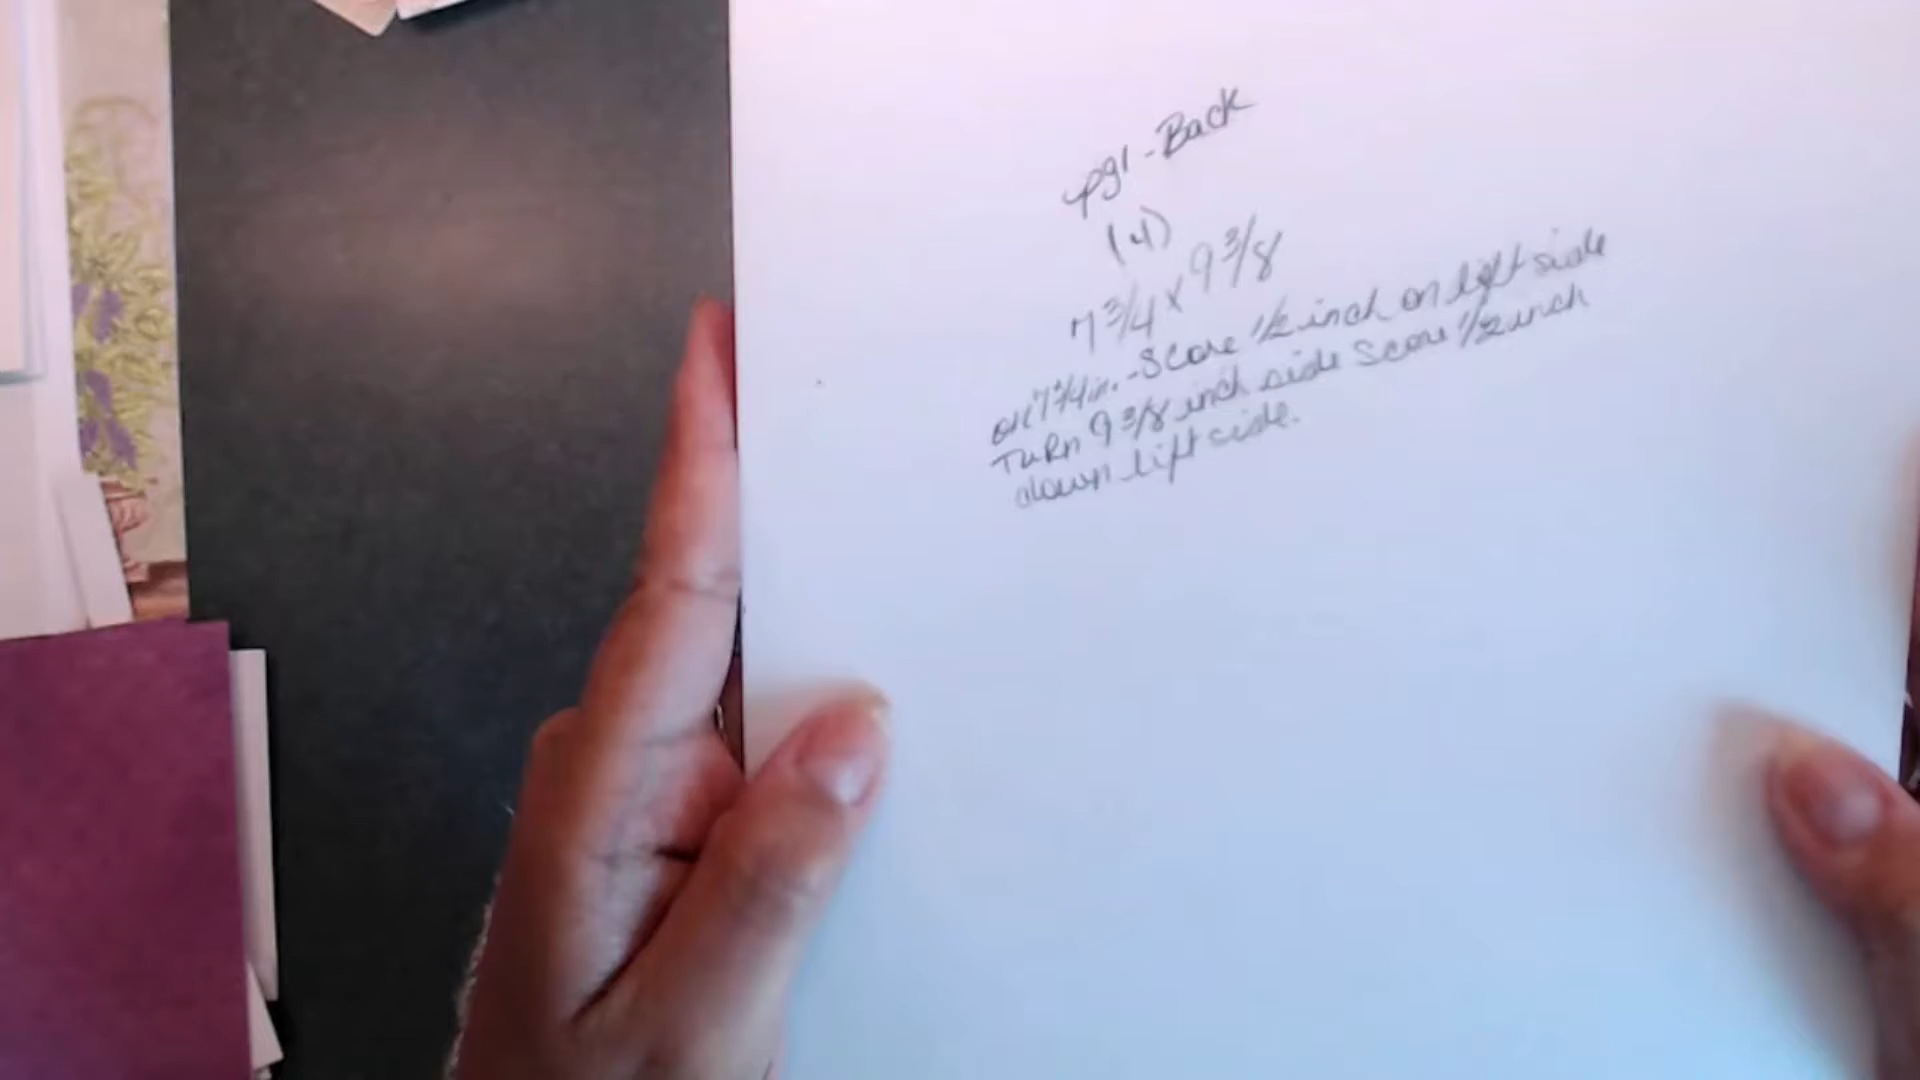 pg1 - Back
(4)
7 3/4 x 9 3/8
on 7 3/4 in. - Score 1/2 inch on left side
Turn 9 3/8 inch side Score 1/2 inch
down left side.